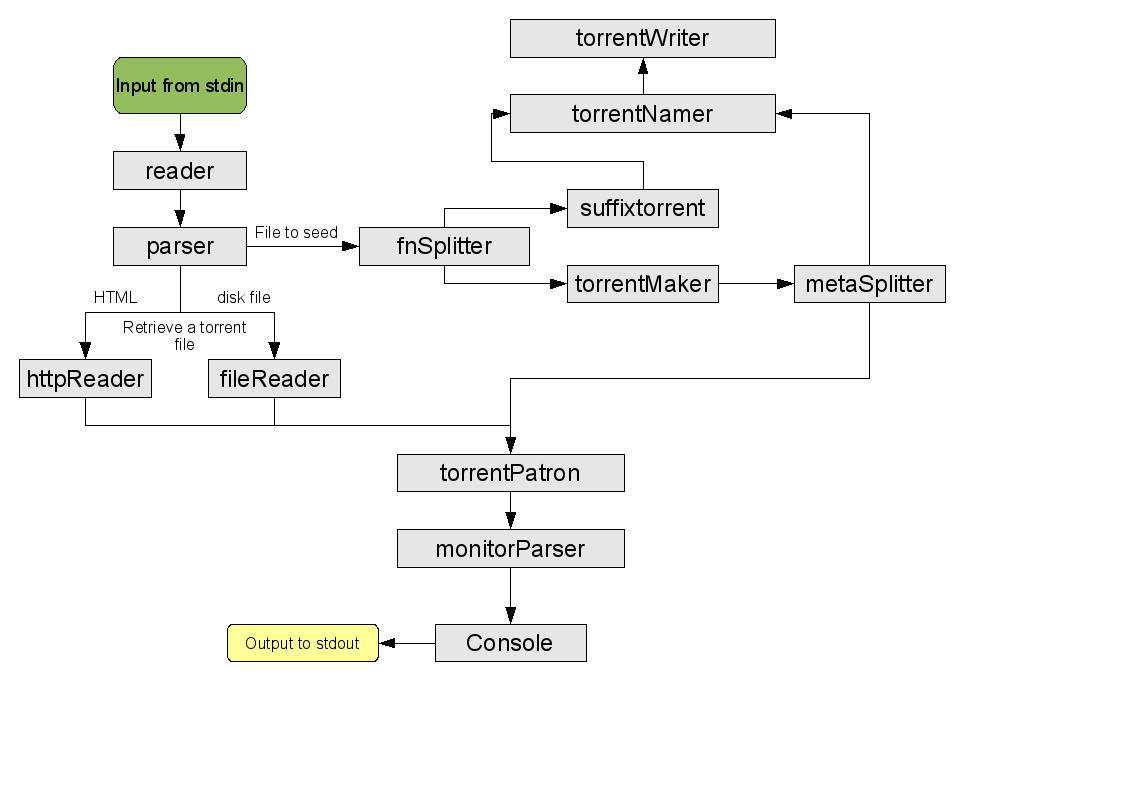 torrentWriter
Input from stdin
torrentNamer
reader
suffixtorrent
parser
File to seed
fnSplitter
torrentMaker
metaSplitter
HTML
disk file
Retrieve a torrent
file
httpReader
fileReader
torrentPatron
monitorParser
Console
Output to stdout